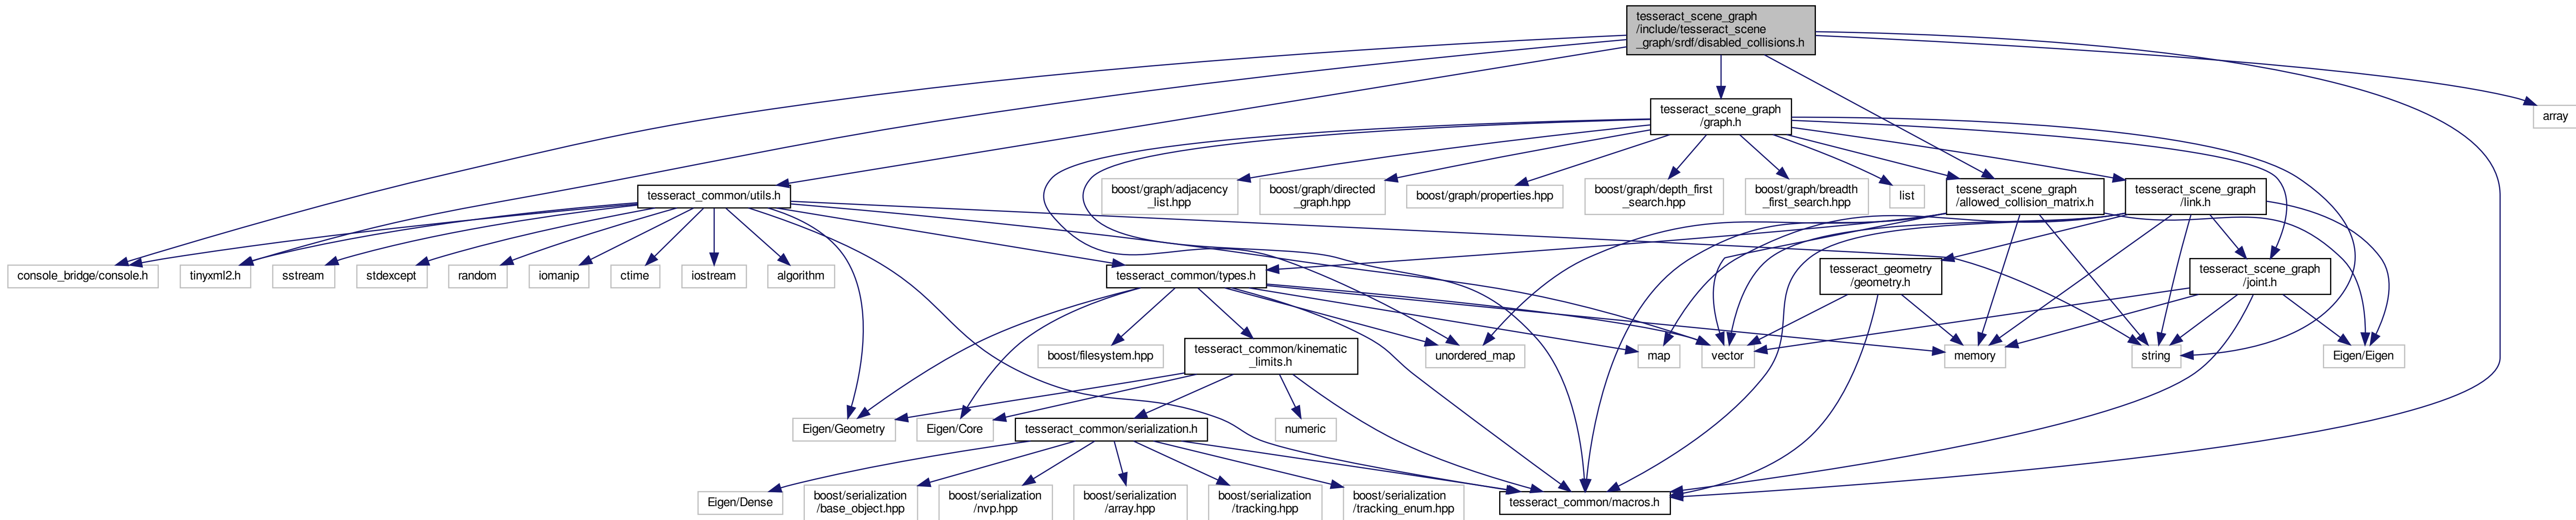 tesseract_scene_graph
/include/tesseract_scene
_graph/srdf/disabled_collisions.h
tesseract_scene_graph
/graph.h
array
tesseract_common/utils.h
boost/graph/adjacency
_list.hpp
boost/graph/directed
_graph.hpp
boost/graph/properties.hpp
boost/graph/depth_first
_search.hpp
boost/graph/breadth
_first_search.hpp
list
tesseract_scene_graph
/allowed_collision_matrix.h
tesseract_scene_graph
/link.h
console_bridge/console.h
tinyxml2.h
sstream
stdexcept
random
iomanip
ctime
iostream
algorithm
tesseract_common/types.h
tesseract_geometry
/geometry.h
tesseract_scene_graph
/joint.h
boost/filesystem.hpp
tesseract_common/kinematic
_limits.h
unordered_map
map
vector
memory
string
Eigen/Eigen
Eigen/Geometry
Eigen/Core
tesseract_common/serialization.h
numeric
Eigen/Dense
boost/serialization
/base_object.hpp
boost/serialization
/nvp.hpp
boost/serialization
/array.hpp
boost/serialization
/tracking.hpp
boost/serialization
/tracking_enum.hpp
tesseract_common/macros.h